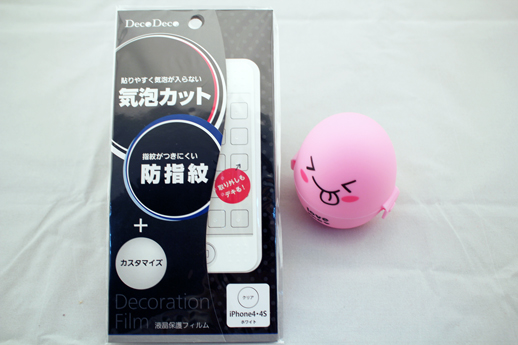 DecoDeco
貼りやすく気泡が入らない
気泡カット
指紋がつきにくい
防指紋
取り外しも
デキる!
+
カスタマイズ
Decoration
Film
液晶保護フィルム
クリア
iPhone4・4S
ホワイト
love